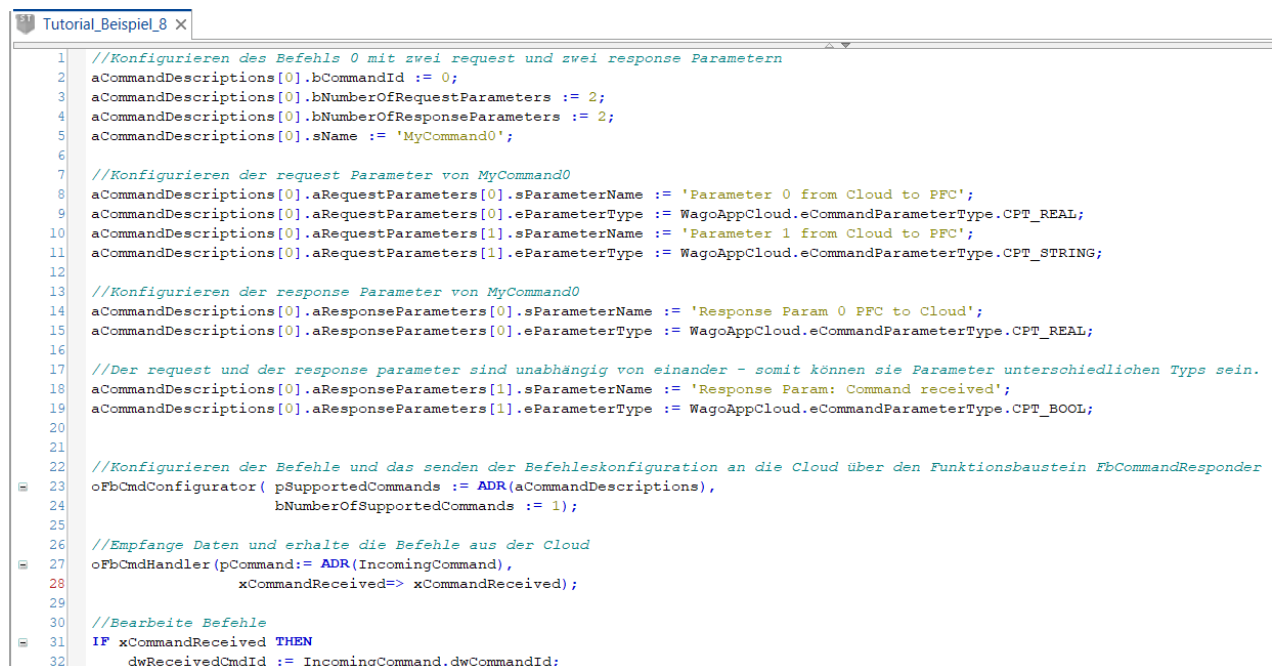 Tutorial_Beispiel_8
1 //Konfigurieren des Befehls 0 mit zwei request und zwei response Parametern
2 aCommandDescriptions[0].bCommandId := 0;
3 aCommandDescriptions[0].bNumberOfRequestParameters := 2;
4 aCommandDescriptions[0].bNumberOfResponseParameters := 2;
5 aCommandDescriptions[0].sName := 'MyCommand0';
6
7 //Konfigurieren der request Parameter von MyCommand0
8 aCommandDescriptions[0].aRequestParameters[0].sParameterName := 'Parameter 0 from Cloud to PFC';
9 aCommandDescriptions[0].aRequestParameters[0].eParameterType := WagoAppCloud.eCommandParameterType.CPT_REAL;
10 aCommandDescriptions[0].aRequestParameters[1].sParameterName := 'Parameter 1 from Cloud to PFC';
11 aCommandDescriptions[0].aRequestParameters[1].eParameterType := WagoAppCloud.eCommandParameterType.CPT_STRING;
12
13 //Konfigurieren der response Parameter von MyCommand0
14 aCommandDescriptions[0].aResponseParameters[0].sParameterName := 'Response Param 0 PFC to Cloud';
15 aCommandDescriptions[0].aResponseParameters[0].eParameterType := WagoAppCloud.eCommandParameterType.CPT_REAL;
16
17 //Der request und der response parameter sind unabhängig von einander - somit können sie Parameter unterschiedlichen Typs sein.
18 aCommandDescriptions[0].aResponseParameters[1].sParameterName := 'Response Param: Command received';
19 aCommandDescriptions[0].aResponseParameters[1].eParameterType := WagoAppCloud.eCommandParameterType.CPT_BOOL;
20
21
22 //Konfigurieren der Befehle und das senden der Befehleskonfiguration an die Cloud über den Funktionsbaustein FbCommandResponder
23 oFbCmdConfigurator( pSupportedCommands := ADR(aCommandDescriptions),
24 bNumberOfSupportedCommands := 1);
25
26 //Empfange Daten und erhalte die Befehle aus der Cloud
27 oFbCmdHandler(pCommand:= ADR(IncomingCommand),
28 xCommandReceived=> xCommandReceived);
29
30 //Bearbeite Befehle
31 IF xCommandReceived THEN
32 dwReceivedCmdId := IncomingCommand.dwCommandId;